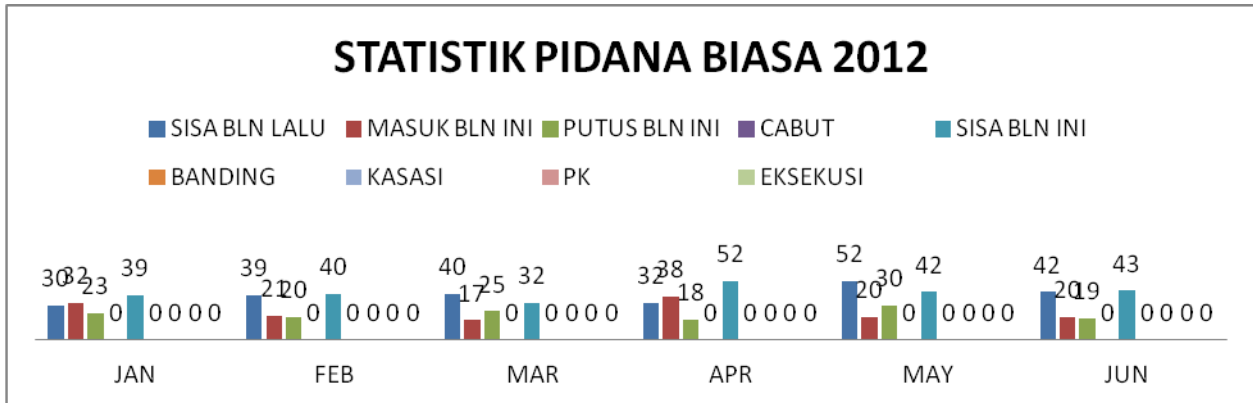 STATISTIK PIDANA BIASA 2012
SISA BLN LALU MASUK BLN INI PUTUS BLN INI CABUT SISA BLN INI
BANDING KASASI PK EKSEKUSI
30 32 23 0 39 0 0 0 0
39 21 20 0 40 0 0 0 0
40 17 25 0 32 0 0 0 0
32 38 18 0 52 0 0 0 0
52 20 30 0 42 0 0 0 0
42 20 19 0 43 0 0 0 0
JAN FEB MAR APR MAY JUN